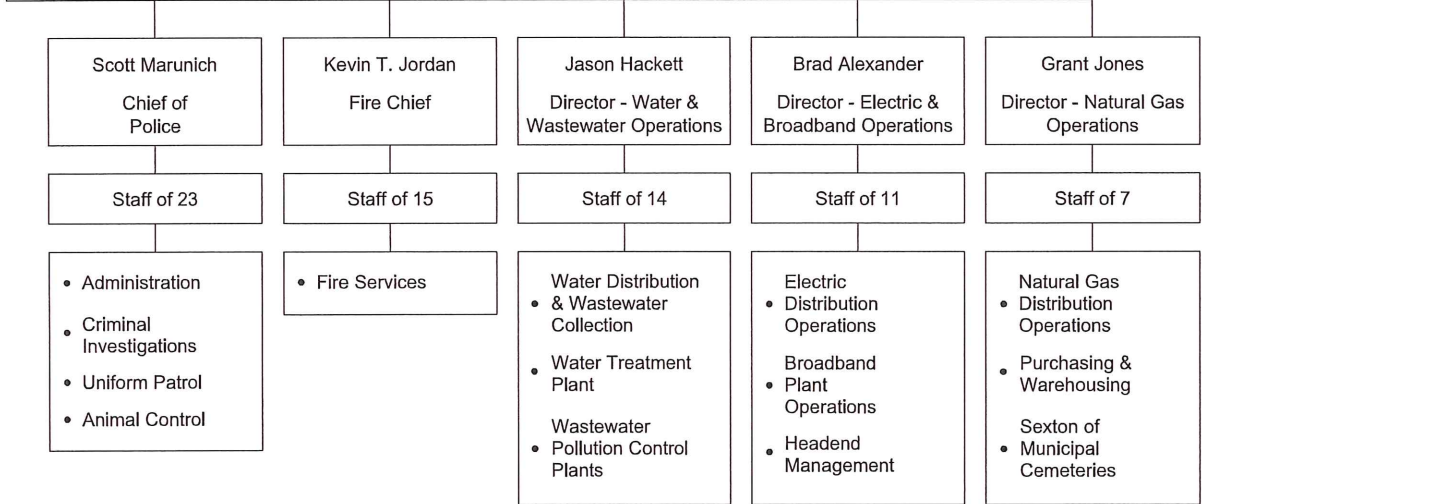 Scott Marunich
Chief of
Police
Staff of 23
• Administration
• Criminal
Investigations
• Uniform Patrol
• Animal Control
Kevin T. Jordan
Fire Chief
Staff of 15
• Fire Services
Jason Hackett
Director - Water &
Wastewater Operations
Staff of 14
Water Distribution
• & Wastewater
Collection
• Water Treatment
Plant
Wastewater
• Pollution Control
Plants
Brad Alexander
Director - Electric &
Broadband Operations
Staff of 11
Electric
• Distribution
Operations
Broadband
• Plant
Operations
• Headend
Management
Grant Jones
Director - Natural Gas
Operations
Staff of 7
Natural Gas
• Distribution
Operations
• Purchasing &
Warehousing
Sexton of
• Municipal
Cemeteries